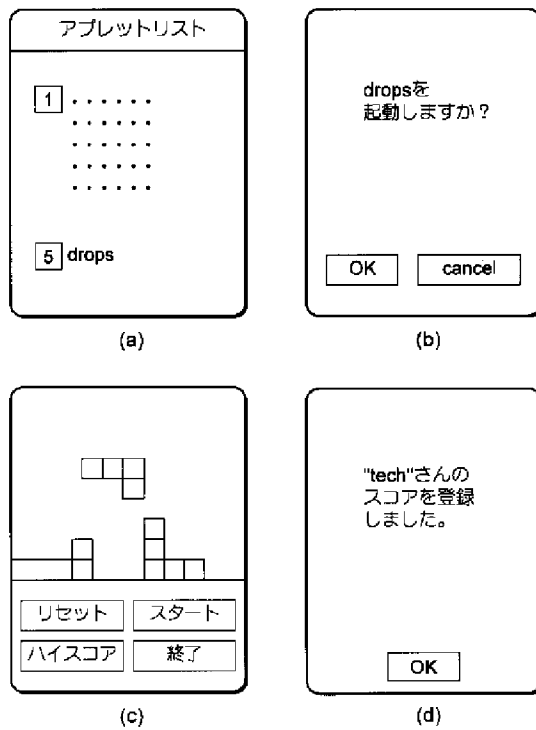 アプレットリスト
1 ・・・・・・
・・・・・・
・・・・・・
・・・・・・
・・・・・・
5 drops
(a)
dropsを
起動しますか?
OK cancel
(b)
リセット スタート
ハイスコア 終了
(c)
"tech"さんの
スコアを登録
しました。
OK
(d)